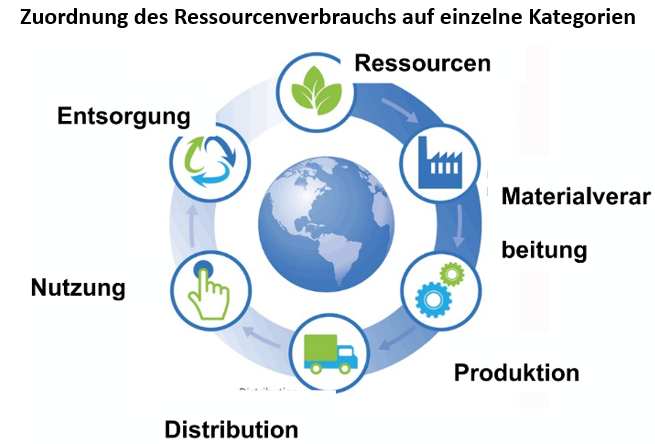 Zuordnung des Ressourcenverbrauchs auf einzelne Kategorien
Ressourcen
Entsorgung
Materialverar
beitung
Nutzung
Produktion
Distribution